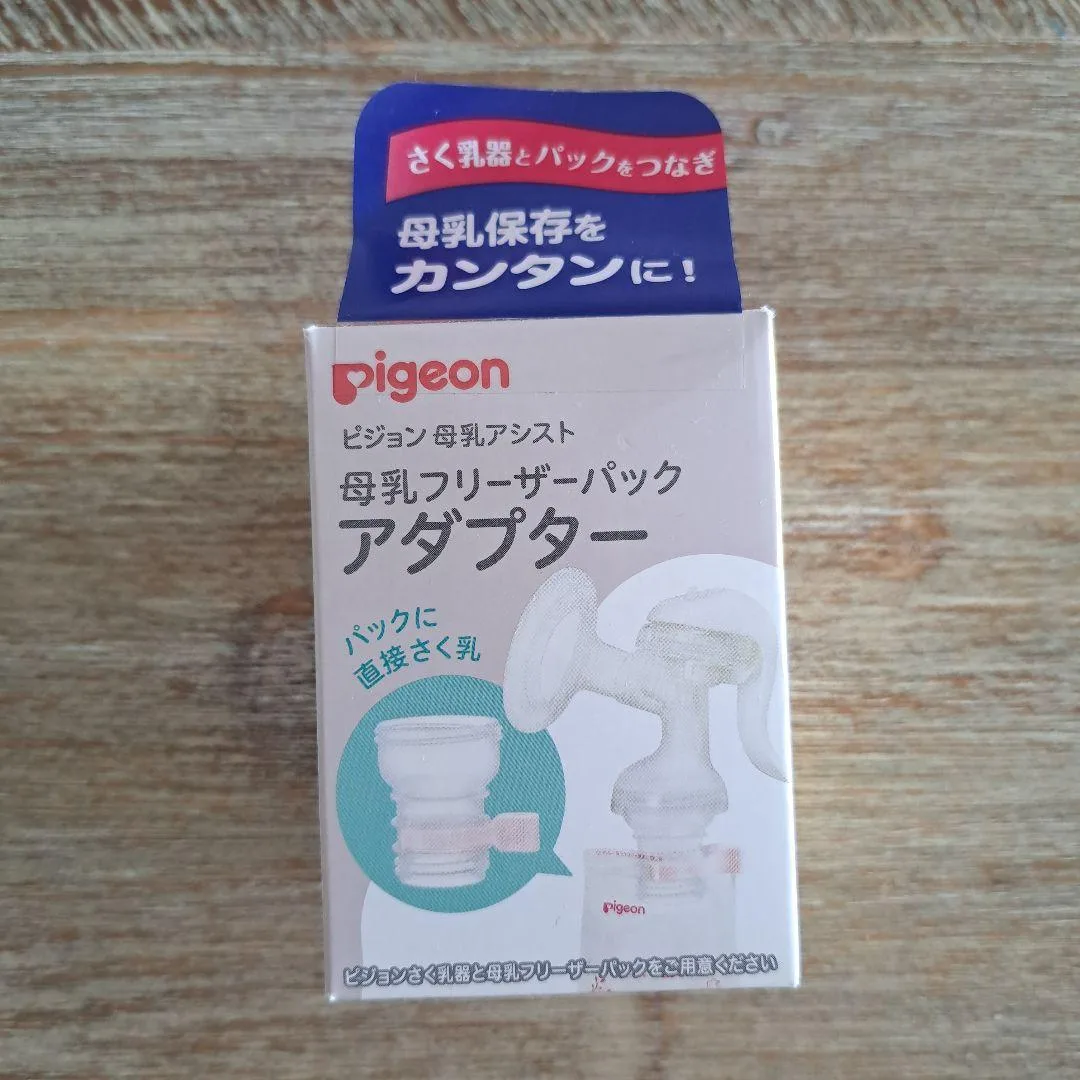 さく乳器とパックをつなぎ
母乳保存を
カンタンに!
Pigeon
ピジョン 母乳アシスト
母乳フリーザーパック
アダプター
パックに
直接さく乳
Pigeon
ピジョンさく乳器と母乳フリーザーパックをご用意ください